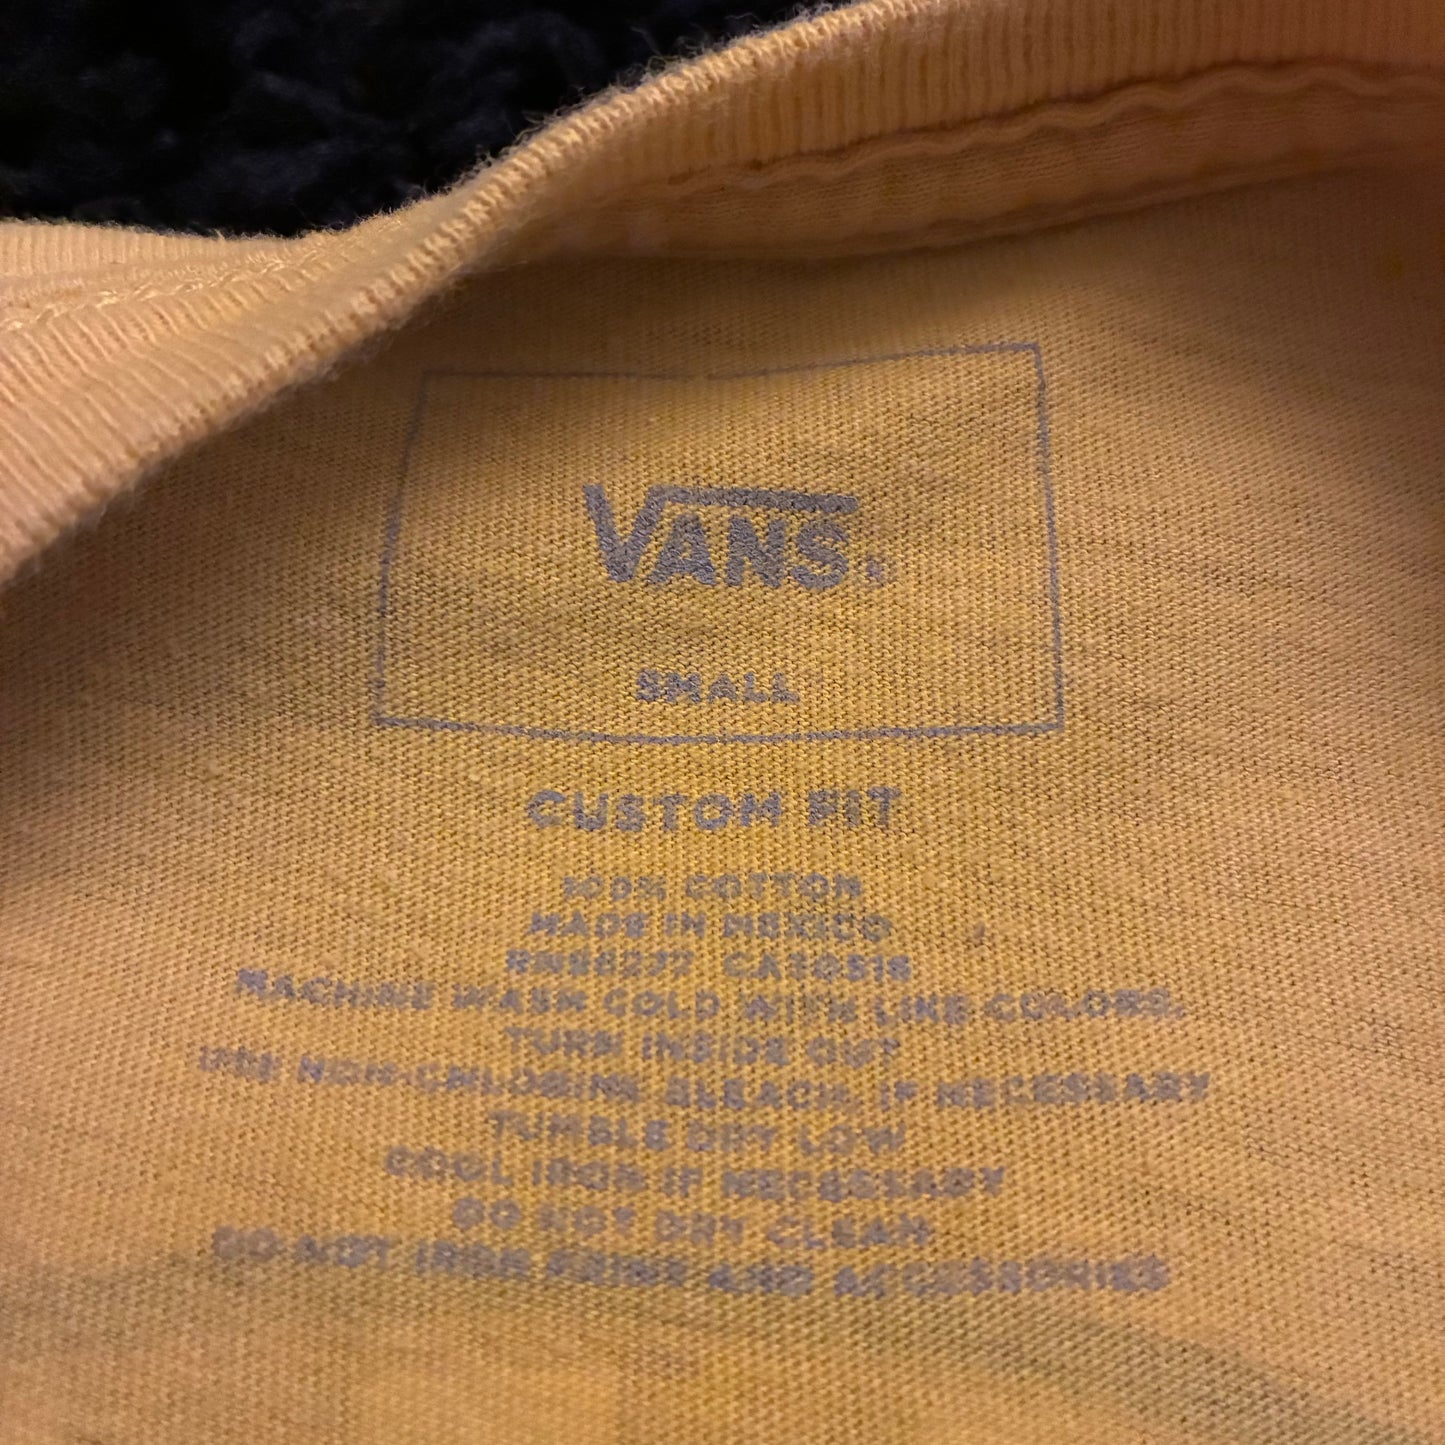 VANS®
SMALL
CUSTOM FIT
100% COTTON
MADE IN MEXICO
RN96277 CA30516
MACHINE WASH COLD WITH LIKE COLORS.
TURN INSIDE OUT
USE NON-CHLORINE BLEACH, IF NECESSARY
TUMBLE DRY LOW
COOL IRON IF NECESSARY
DO NOT DRY CLEAN
DO NOT IRON PRINT AND ACCESSORIES